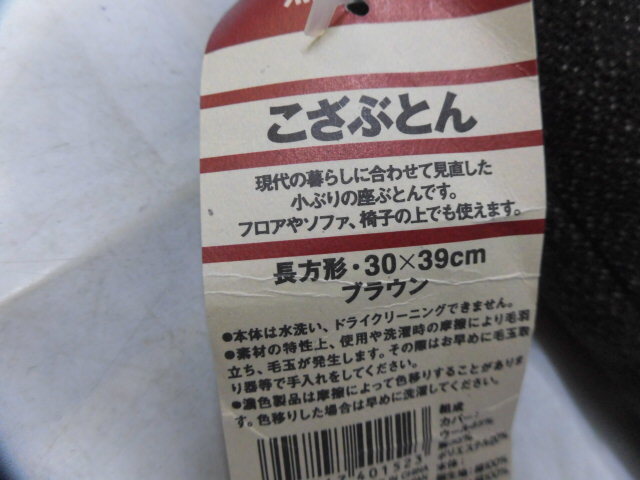 こざぶとん
現代の暮らしに合わせて見直した
小ぶりの座ぶとんです。
フロアやソファ、椅子の上でも使えます。
長方形・30×39cm
ブラウン
●本体は水洗い、ドライクリーニングできません。
●素材の特性上、使用や洗濯時の摩擦により毛羽
立ち、毛玉が発生します。その際はお早めに毛玉取
り器等で手入れをしてください。
●濃色製品は摩擦によって色移りすることがありま
す。色移りした場合は早めに洗濯してください。
組成
カバー：
401523
本体：